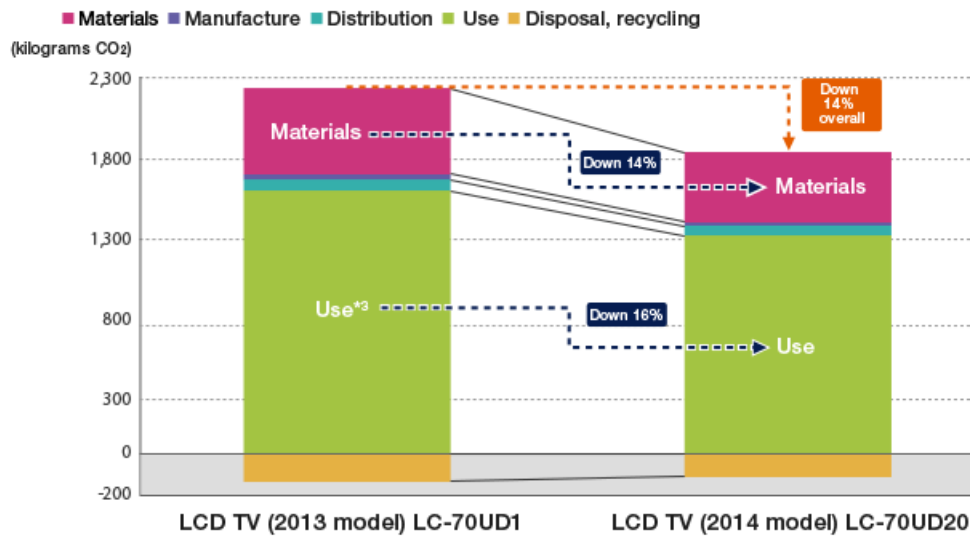 Materials Manufacture Distribution Use Disposal, recycling
(kilograms CO2)
2,300
Down
14%
overall
Materials
1,800
Down 14%
Materials
1,300
Use*3
800
Down 16%
Use
300
0
-200
LCD TV (2013 model) LC-70UD1
LCD TV (2014 model) LC-70UD20